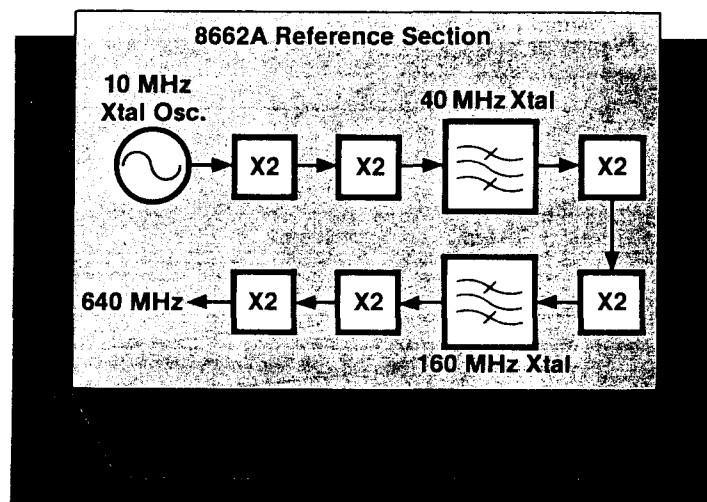 8662A Reference Section
10 MHz
Xtal Osc.
40 MHz Xtal
X2
X2
X2
640 MHz
X2
X2
X2
160 MHz Xtal